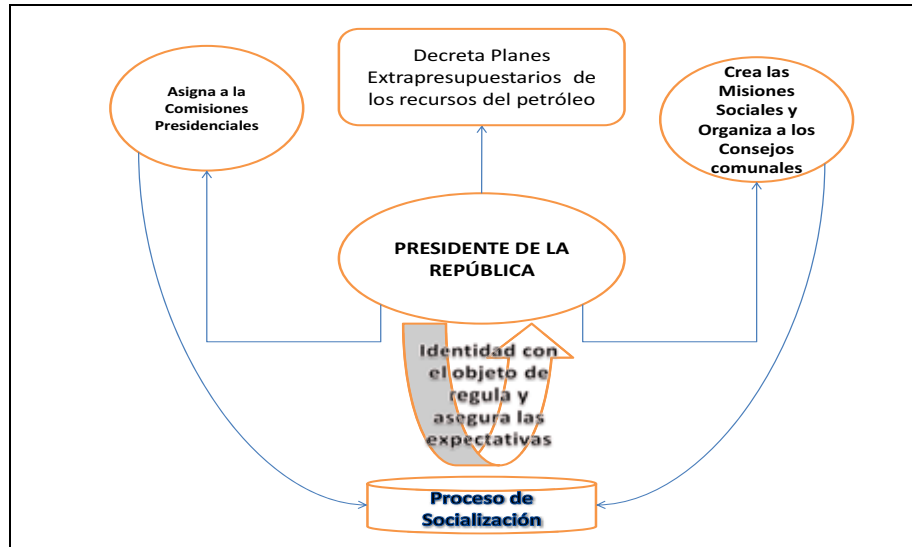 Asigna a la
Comisiones
Presidenciales
Decreta Planes
Extrapresupuestarios de
los recursos del petróleo
Crea las
Misiones
Sociales y
Organiza a los
Consejos
comunales
PRESIDENTE DE LA
REPÚBLICA
Identidad con
el objeto de
regula y
asegura las
expectativas
Proceso de
Socialización